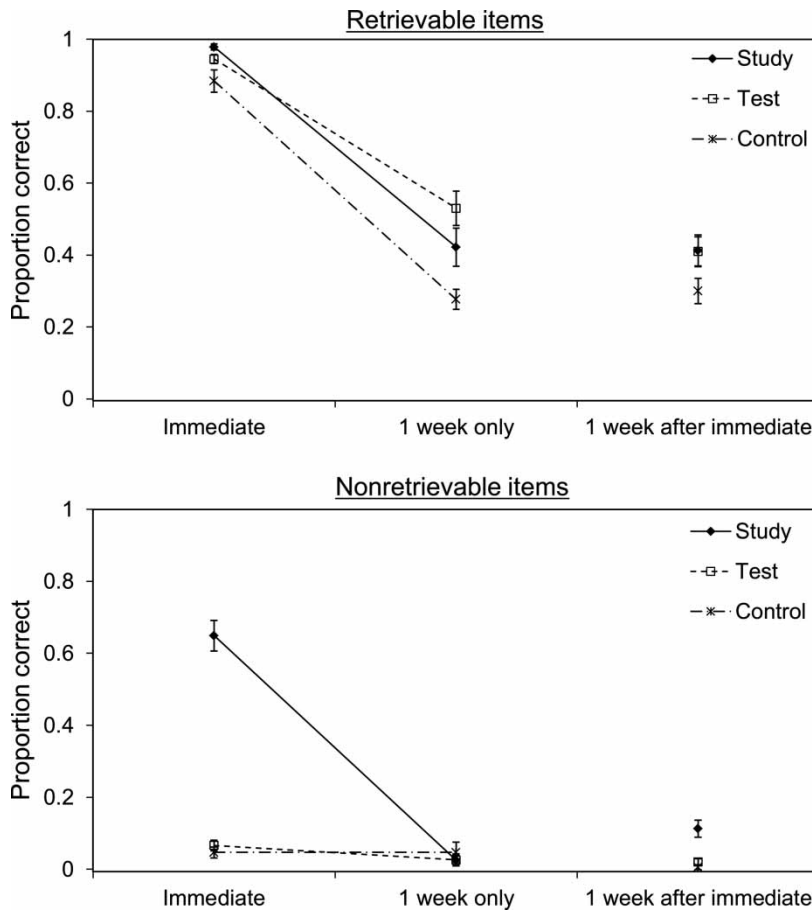 Retrievable items
1
0.8
0.6
0.4
0.2
0
Proportion correct
Study
Test
Control
Immediate
1 week only
1 week after immediate
Nonretrievable items
1
0.8
0.6
0.4
0.2
0
Proportion correct
Study
Test
Control
Immediate
1 week only
1 week after immediate